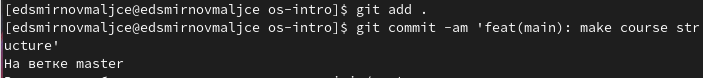 [edsmirnovmaljce@edsmirnovmaljce os-intro]$ git add .
[edsmirnovmaljce@edsmirnovmaljce os-intro]$ git commit -am 'feat(main): make course str
ucture'
На ветке master